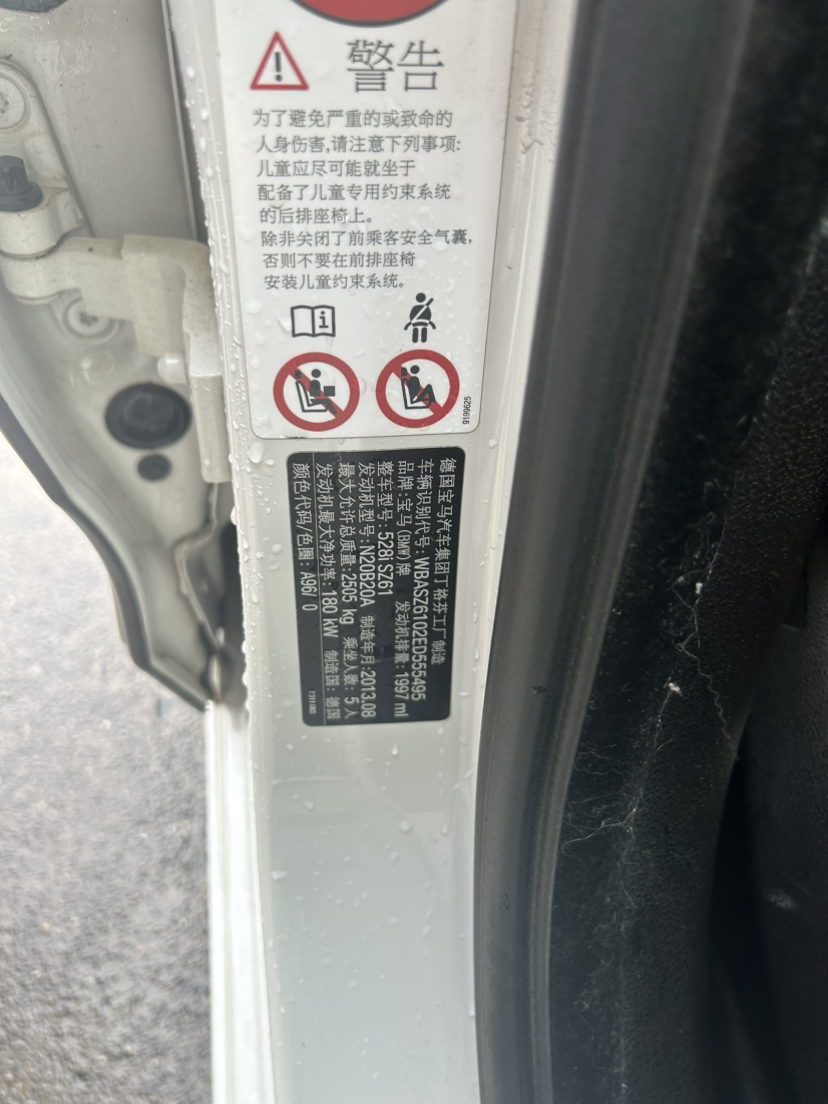 警告
为了避免严重的或致命的
人身伤害,请注意下列事项:
儿童应尽可能就坐于
配备了儿童专用约束系统
的后排座椅上。
除非关闭了前乘客安全气囊,
否则不要在前排座椅
安装儿童约束系统。
9199625
德国宝马汽车集团丁格芬工厂制造
车辆识别代号:WBASZ6102ED555495
品牌:宝马(BMW)牌 发动机排量:1997 ml
整车型号:528Li SZ61
发动机型号:N20B20A 制造年月:2013.08
最大允许总质量:2505 kg 乘坐人数:5人
发动机最大净功率:180 kW 制造国:德国
颜色代码/色圈: A96/ 0